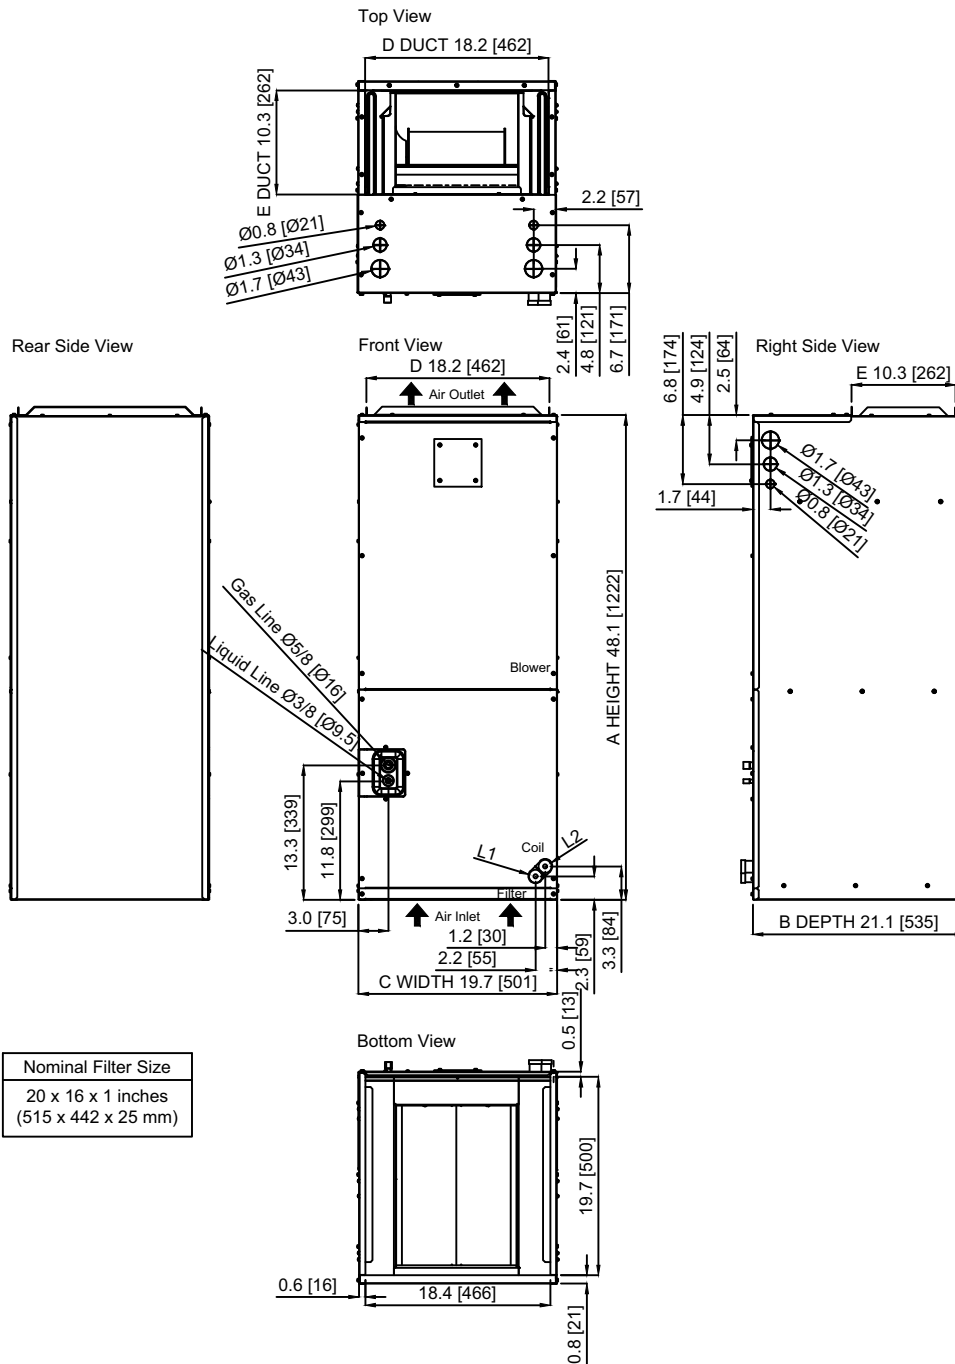 Top View
D DUCT 18.2 [462]
E DUCT 10.3 [262]
2.2 [57]
Ø0.8 [Ø21]
Ø1.3 [Ø34]
Ø1.7 [Ø43]
2.4 [61]
4.8 [121]
6.7 [171]
Rear Side View
Front View
D 18.2 [462]
Air Outlet
Right Side View
6.8 [174]
4.9 [124]
2.5 [64]
E 10.3 [262]
1.7 [44]
Ø1.7 [Ø43]
Ø1.3 [Ø34]
Ø0.8 [Ø21]
Gas Line Ø5/8 [Ø16]
Liquid Line Ø3/8 [Ø9.5]
Blower
A HEIGHT 48.1 [1222]
13.3 [339]
11.8 [299]
Coil
L1
L2
Filter
3.0 [75]
Air Inlet
1.2 [30]
2.2 [55]
2.3 [59]
3.3 [84]
C WIDTH 19.7 [501]
B DEPTH 21.1 [535]
0.5 [13]
Bottom View
Nominal Filter Size
20 x 16 x 1 inches
(515 x 442 x 25 mm)
19.7 [500]
0.6 [16]
18.4 [466]
0.8 [21]